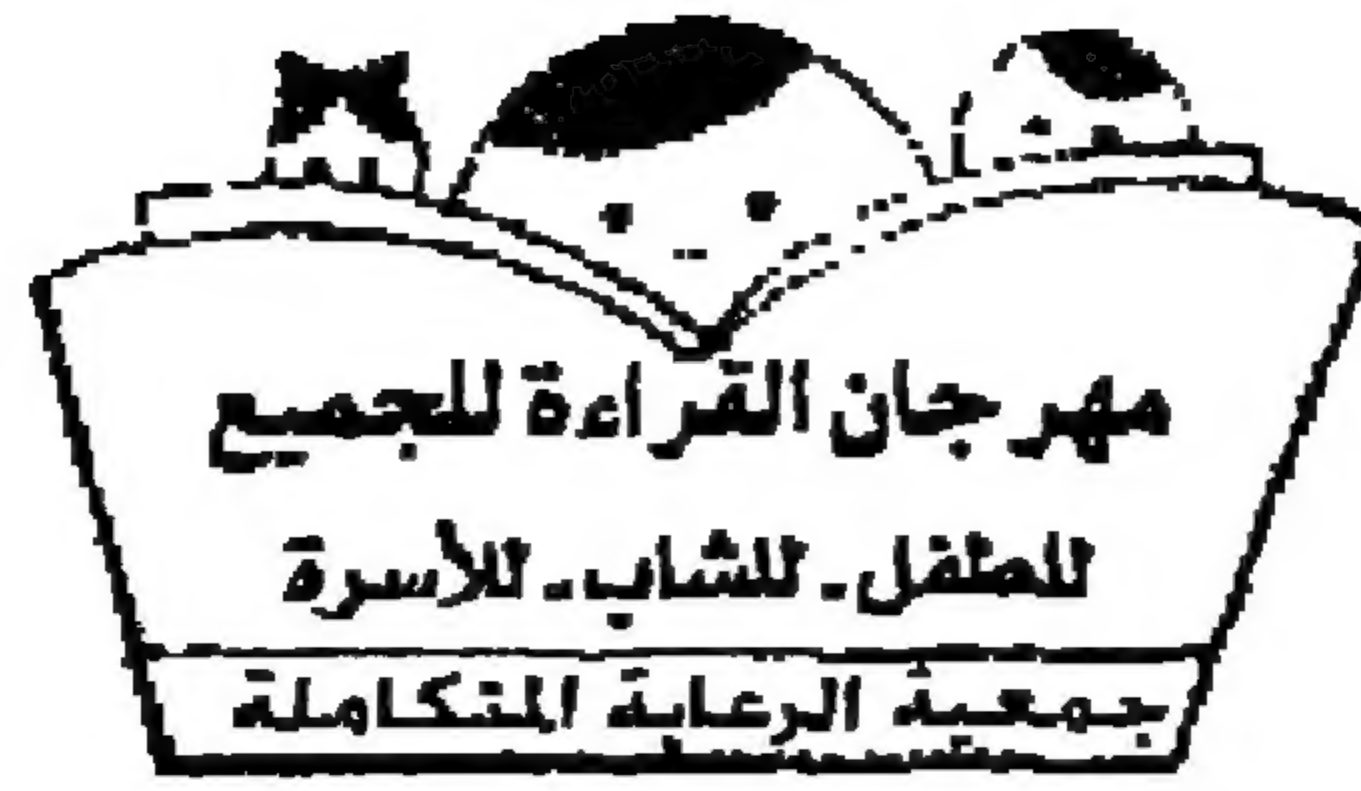 مهرجان القراءة للجميع
للطفل - للشاب - للأسرة
جمعية الرعاية المتكاملة